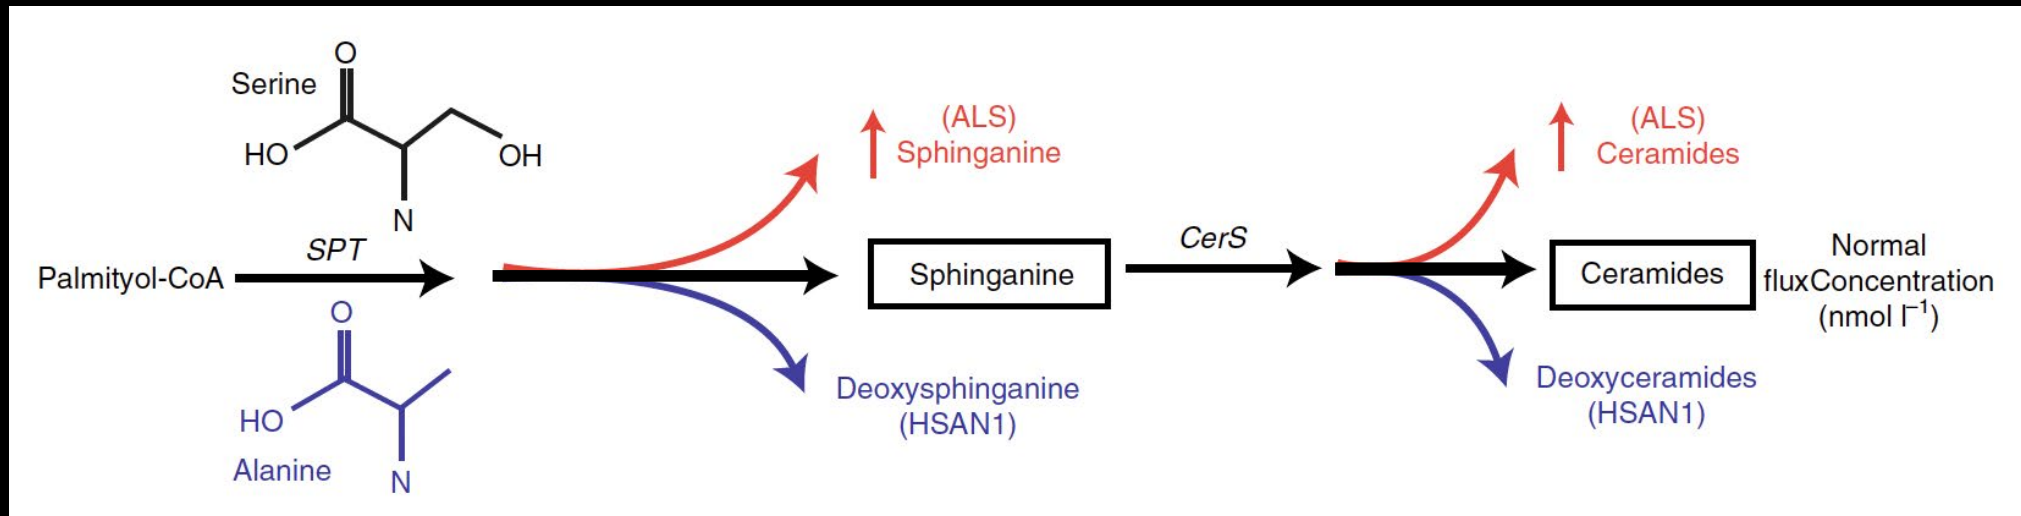 O
Serine
HO
OH
N
SPT
Palmityol-CoA
O
HO
Alanine
N
(ALS)
Sphinganine
Sphinganine
Deoxysphinganine
(HSAN1)
CerS
(ALS)
Ceramides
Ceramides
Deoxyceramides
(HSAN1)
Normal
fluxConcentration
(nmol l⁻¹)